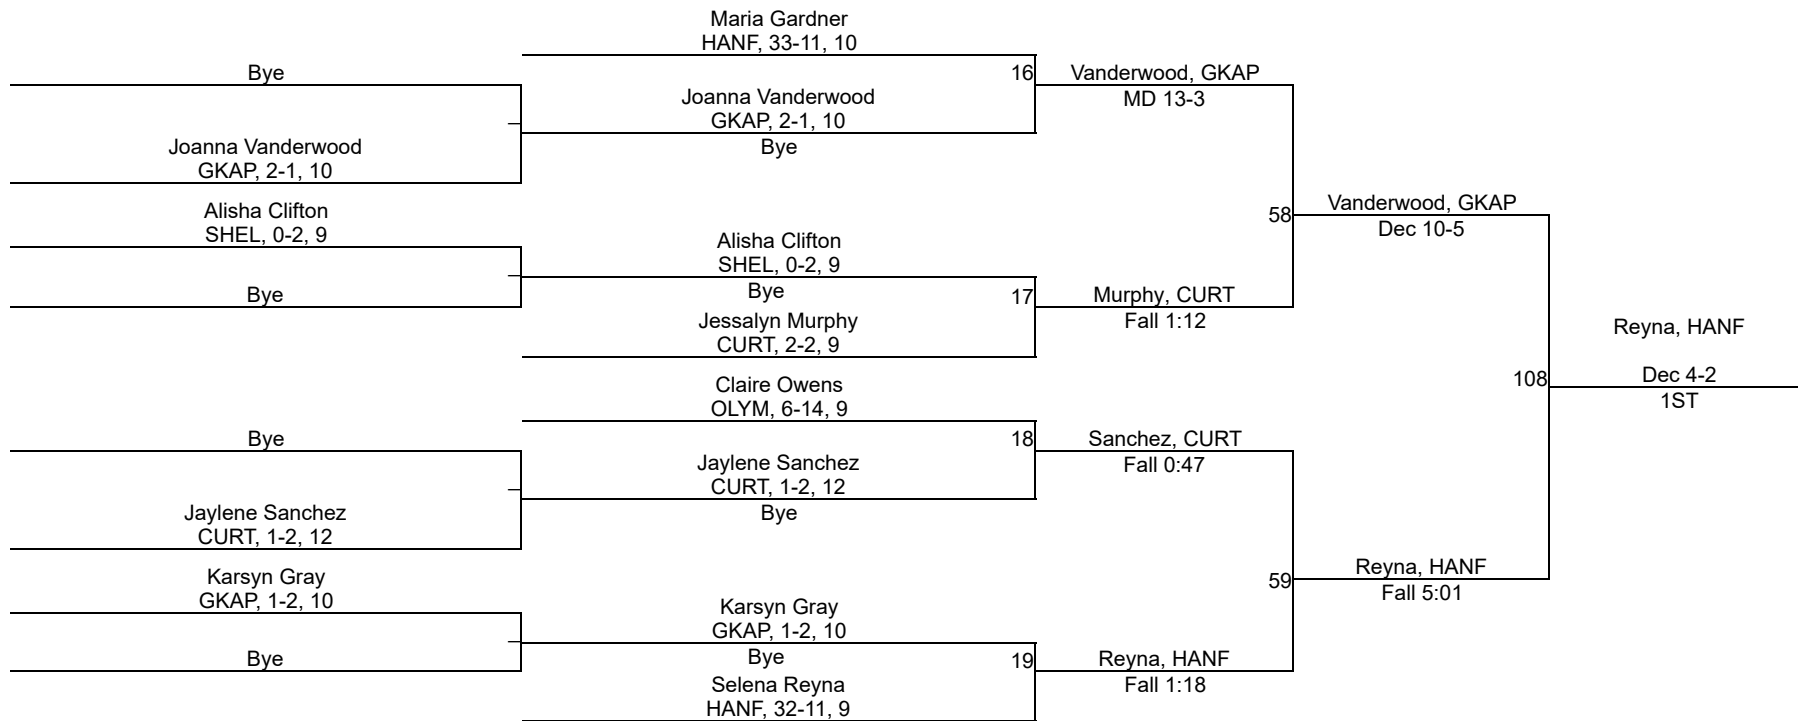 Bye
Joanna Vanderwood
GKAP, 2-1, 10
Alisha Clifton
SHEL, 0-2, 9
Bye
Bye
Jaylene Sanchez
CURT, 1-2, 12
Karsyn Gray
GKAP, 1-2, 10
Bye
Maria Gardner
HANF, 33-11, 10
Joanna Vanderwood
GKAP, 2-1, 10
Bye
Alisha Clifton
SHEL, 0-2, 9
Bye
Jessalyn Murphy
CURT, 2-2, 9
Claire Owens
OLYM, 6-14, 9
Jaylene Sanchez
CURT, 1-2, 12
Bye
Karsyn Gray
GKAP, 1-2, 10
Bye
Selena Reyna
HANF, 32-11, 9
16
Vanderwood, GKAP
MD 13-3
17
Murphy, CURT
Fall 1:12
18
Sanchez, CURT
Fall 0:47
19
Reyna, HANF
Fall 1:18
58
Vanderwood, GKAP
Dec 10-5
59
Reyna, HANF
Fall 5:01
108
Reyna, HANF
Dec 4-2
1ST